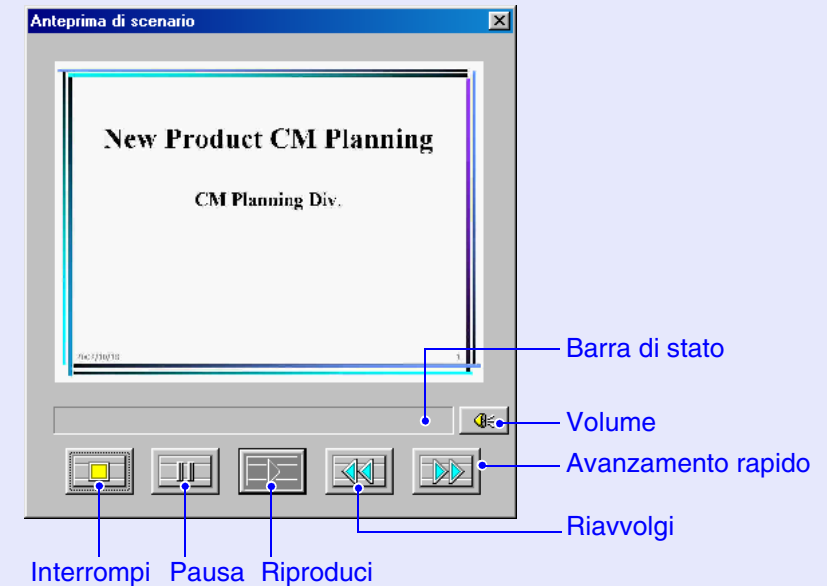 Anteprima di scenario
New Product CM Planning
CM Planning Div.
1
Barra di stato
Volume
Avanzamento rapido
Riavvolgi
Interrompi Pausa Riproduci